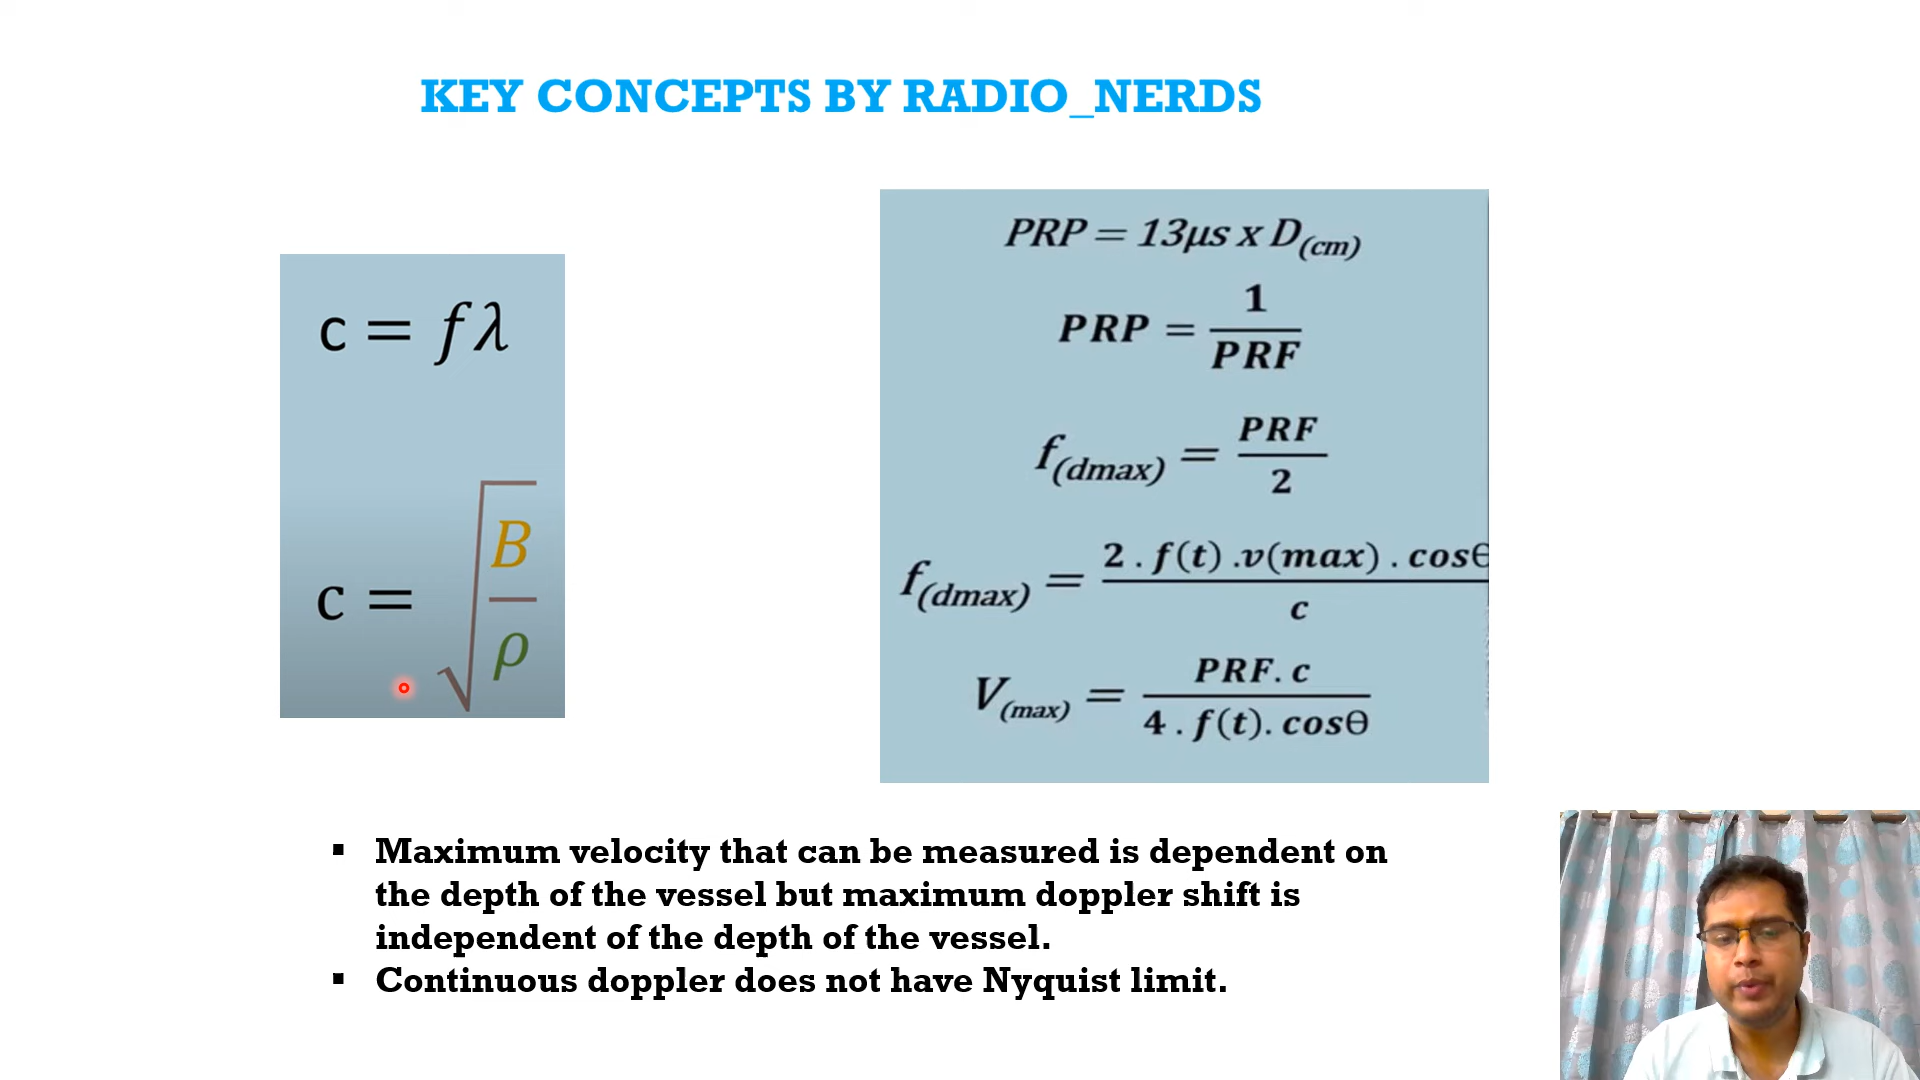 KEY CONCEPTS BY RADIO_NERDS
c = fλ
c = √(B/ρ)
PRP = 13μs x D(cm)
PRP = 1/PRF
f(dmax) = PRF/2
f(dmax) = 2 . f(t) .v(max) . cosθ/c
V(max) = PRF. c/4 . f(t). cosθ
▪ Maximum velocity that can be measured is dependent on
the depth of the vessel but maximum doppler shift is
independent of the depth of the vessel.
▪ Continuous doppler does not have Nyquist limit.